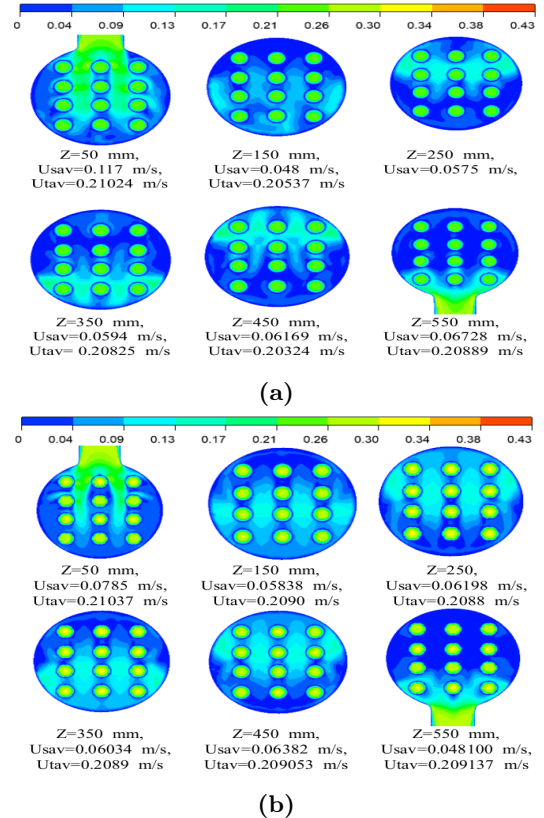 0 0.04 0.09 0.13 0.17 0.21 0.26 0.30 0.34 0.38 0.43
Z=50 mm,
Usav=0.117 m/s,
Utav=0.21024 m/s
Z=150 mm,
Usav=0.048 m/s,
Utav=0.20537 m/s
Z=250 mm,
Usav=0.0575 m/s,
Z=350 mm,
Usav=0.0594 m/s,
Utav= 0.20825 m/s
Z=450 mm,
Usav=0.06169 m/s,
Utav=0.20324 m/s
Z=550 mm,
Usav=0.06728 m/s,
Utav=0.20889 m/s
(a)
0 0.04 0.09 0.13 0.17 0.21 0.26 0.30 0.34 0.38 0.43
Z=50 mm,
Usav=0.0785 m/s,
Utav=0.21037 m/s
Z=150 mm,
Usav=0.05838 m/s,
Utav=0.2090 m/s
Z=250,
Usav=0.06198 m/s,
Utav=0.2088 m/s
Z=350 mm,
Usav=0.06034 m/s,
Utav=0.2089 m/s
Z=450 mm,
Usav=0.06382 m/s,
Utav=0.209053 m/s
Z=550 mm,
Usav=0.048100 m/s,
Utav=0.209137 m/s
(b)